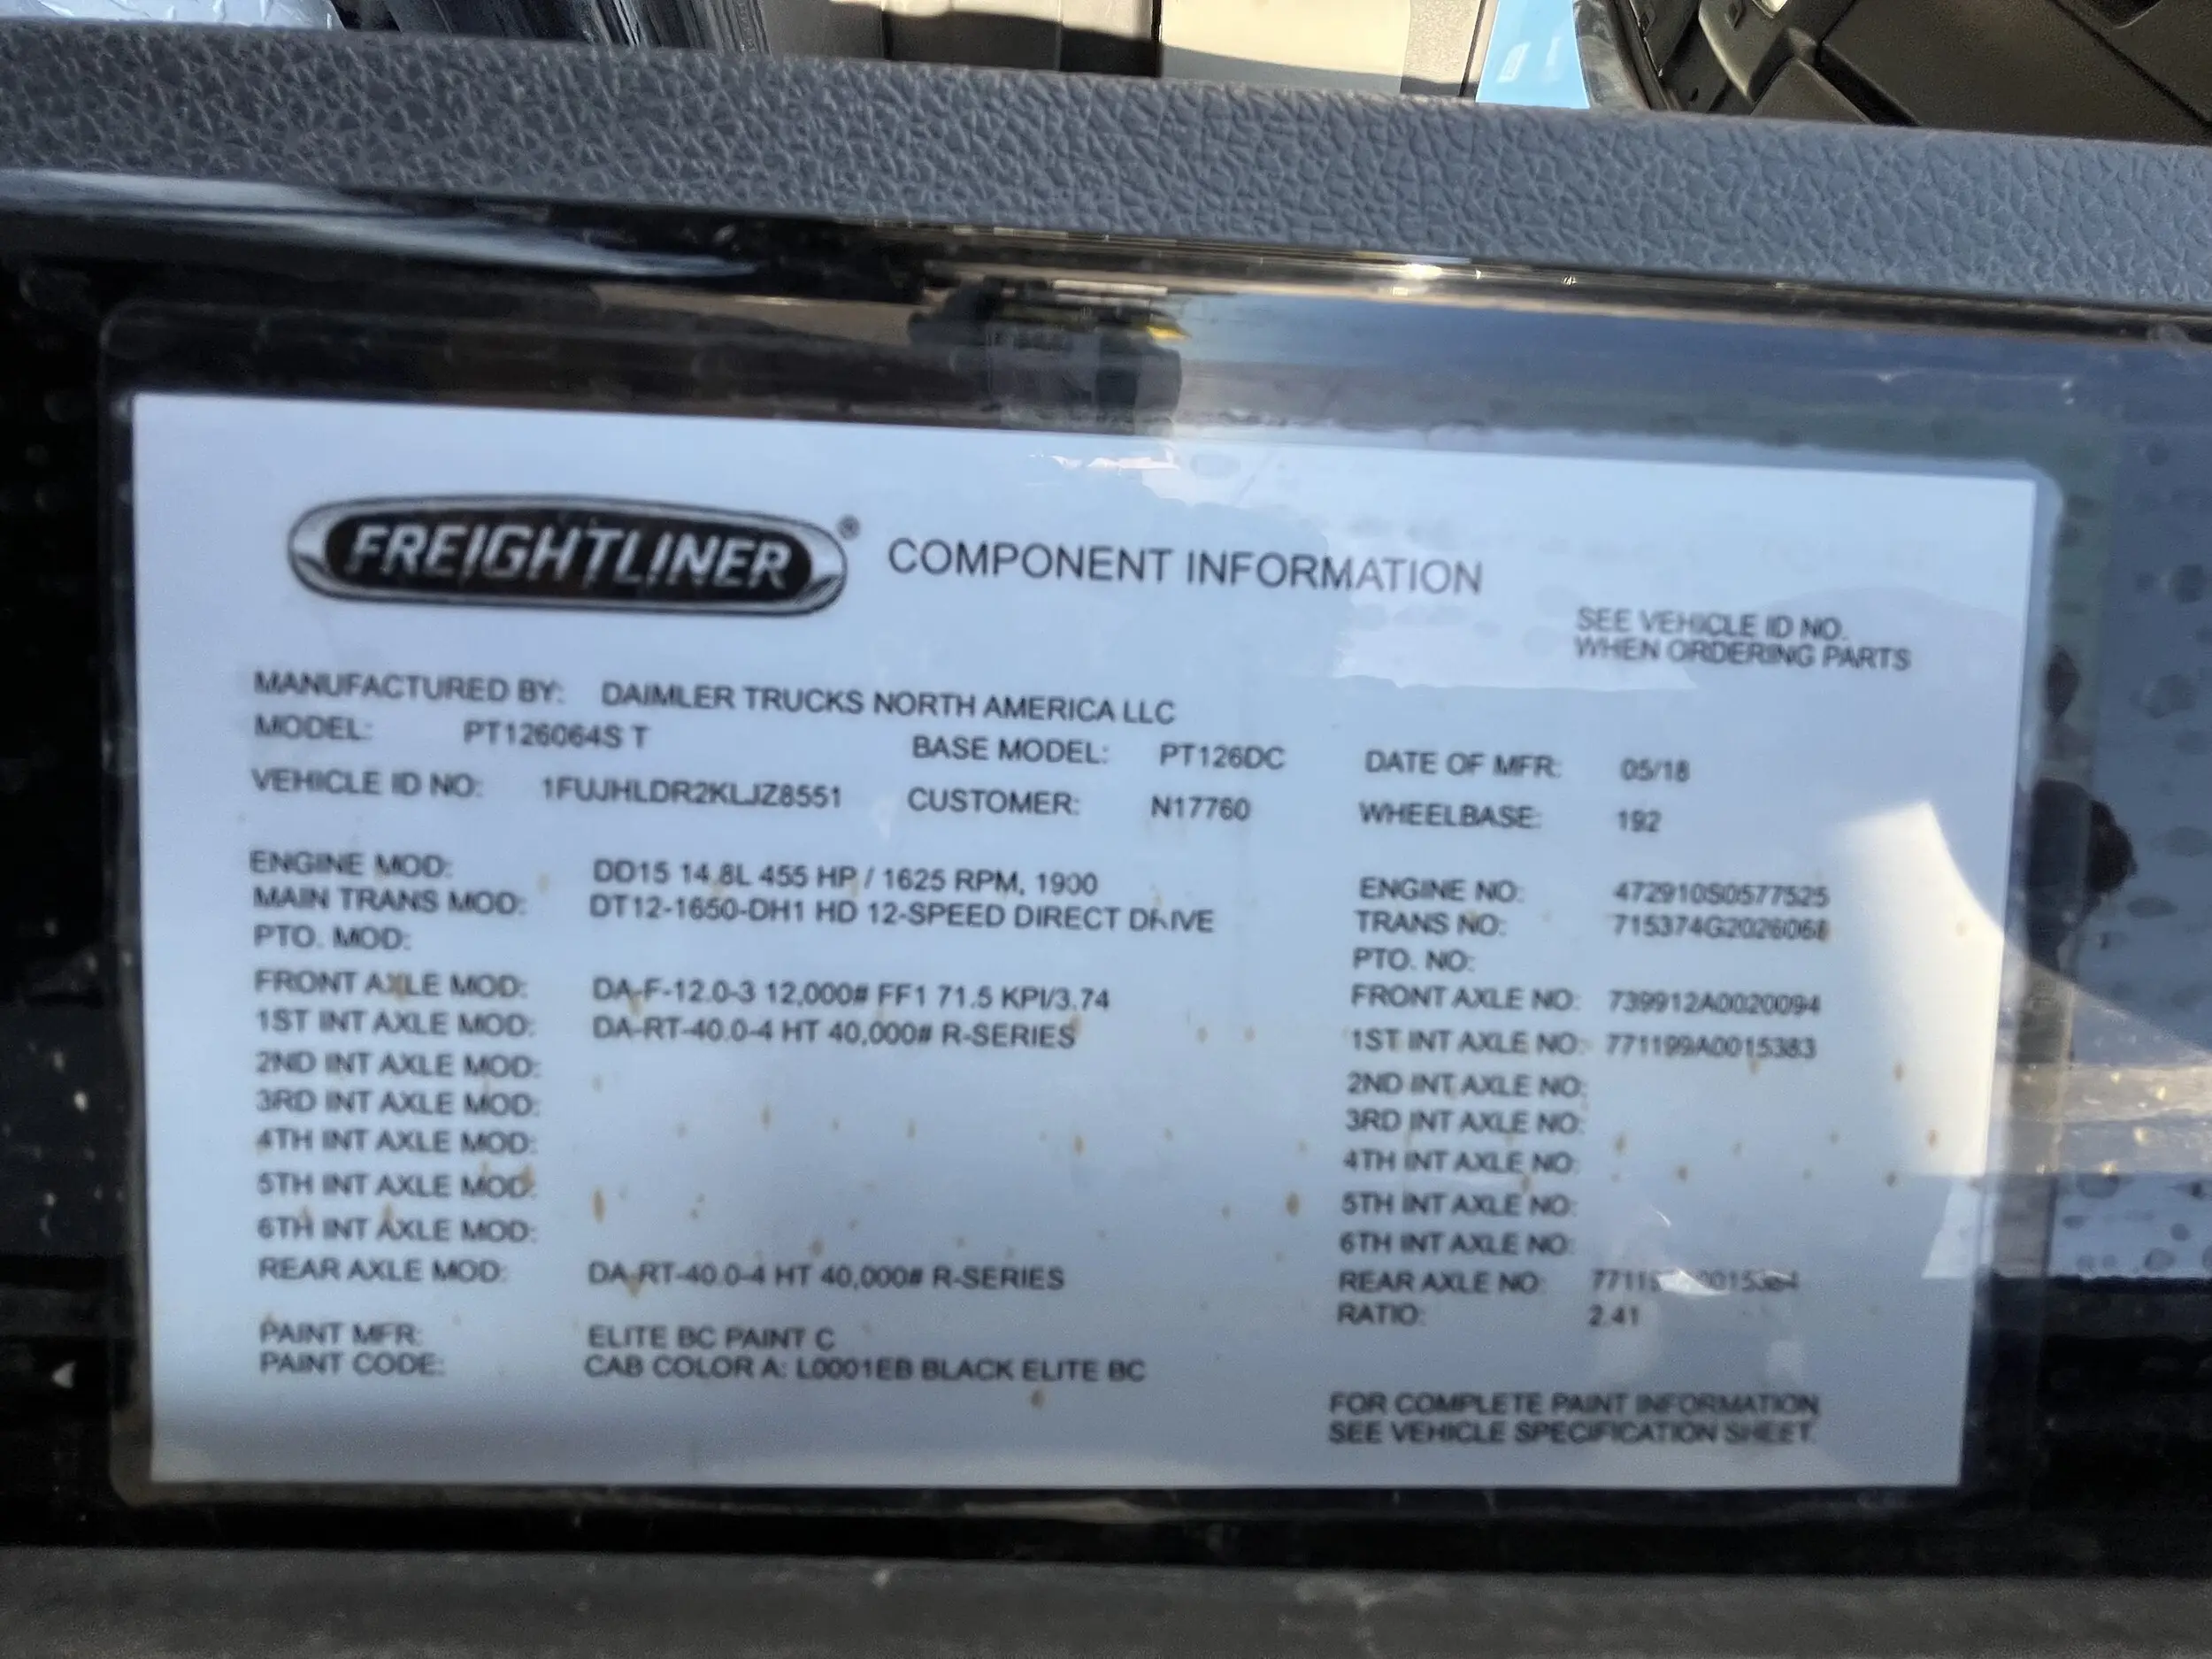 FREIGHTLINER® COMPONENT INFORMATION
SEE VEHICLE ID NO.
WHEN ORDERING PARTS
MANUFACTURED BY: DAIMLER TRUCKS NORTH AMERICA LLC
MODEL: PT126064S T BASE MODEL: PT126DC DATE OF MFR: 05/18
VEHICLE ID NO: 1FUJHLDR2KLJZ8551 CUSTOMER: N17760 WHEELBASE: 192
ENGINE MOD: DD15 14.8L 455 HP / 1625 RPM, 1900 ENGINE NO: 472910S0577525
MAIN TRANS MOD: DT12-1650-DH1 HD 12-SPEED DIRECT DRIVE TRANS NO:
PTO. MOD: PTO. NO:
FRONT AXLE MOD: DA-F-12.0-3 12,000# FF1 71.5 KPI/3.74 FRONT AXLE NO: 739912A0020094
1ST INT AXLE MOD: DA-RT-40.0-4 HT 40,000# R-SERIES 1ST INT AXLE NO: 771199A0015383
2ND INT AXLE MOD: 2ND INT AXLE NO:
3RD INT AXLE MOD: 3RD INT AXLE NO:
4TH INT AXLE MOD: 4TH INT AXLE NO:
5TH INT AXLE MOD: 5TH INT AXLE NO:
6TH INT AXLE MOD: 6TH INT AXLE NO:
REAR AXLE MOD: DA-RT-40.0-4 HT 40,000# R-SERIES REAR AXLE NO:
RATIO: 2.41
PAINT MFR: ELITE BC PAINT C
PAINT CODE: CAB COLOR A: L0001EB BLACK ELITE BC
FOR COMPLETE PAINT INFORMATION
SEE VEHICLE SPECIFICATION SHEET.